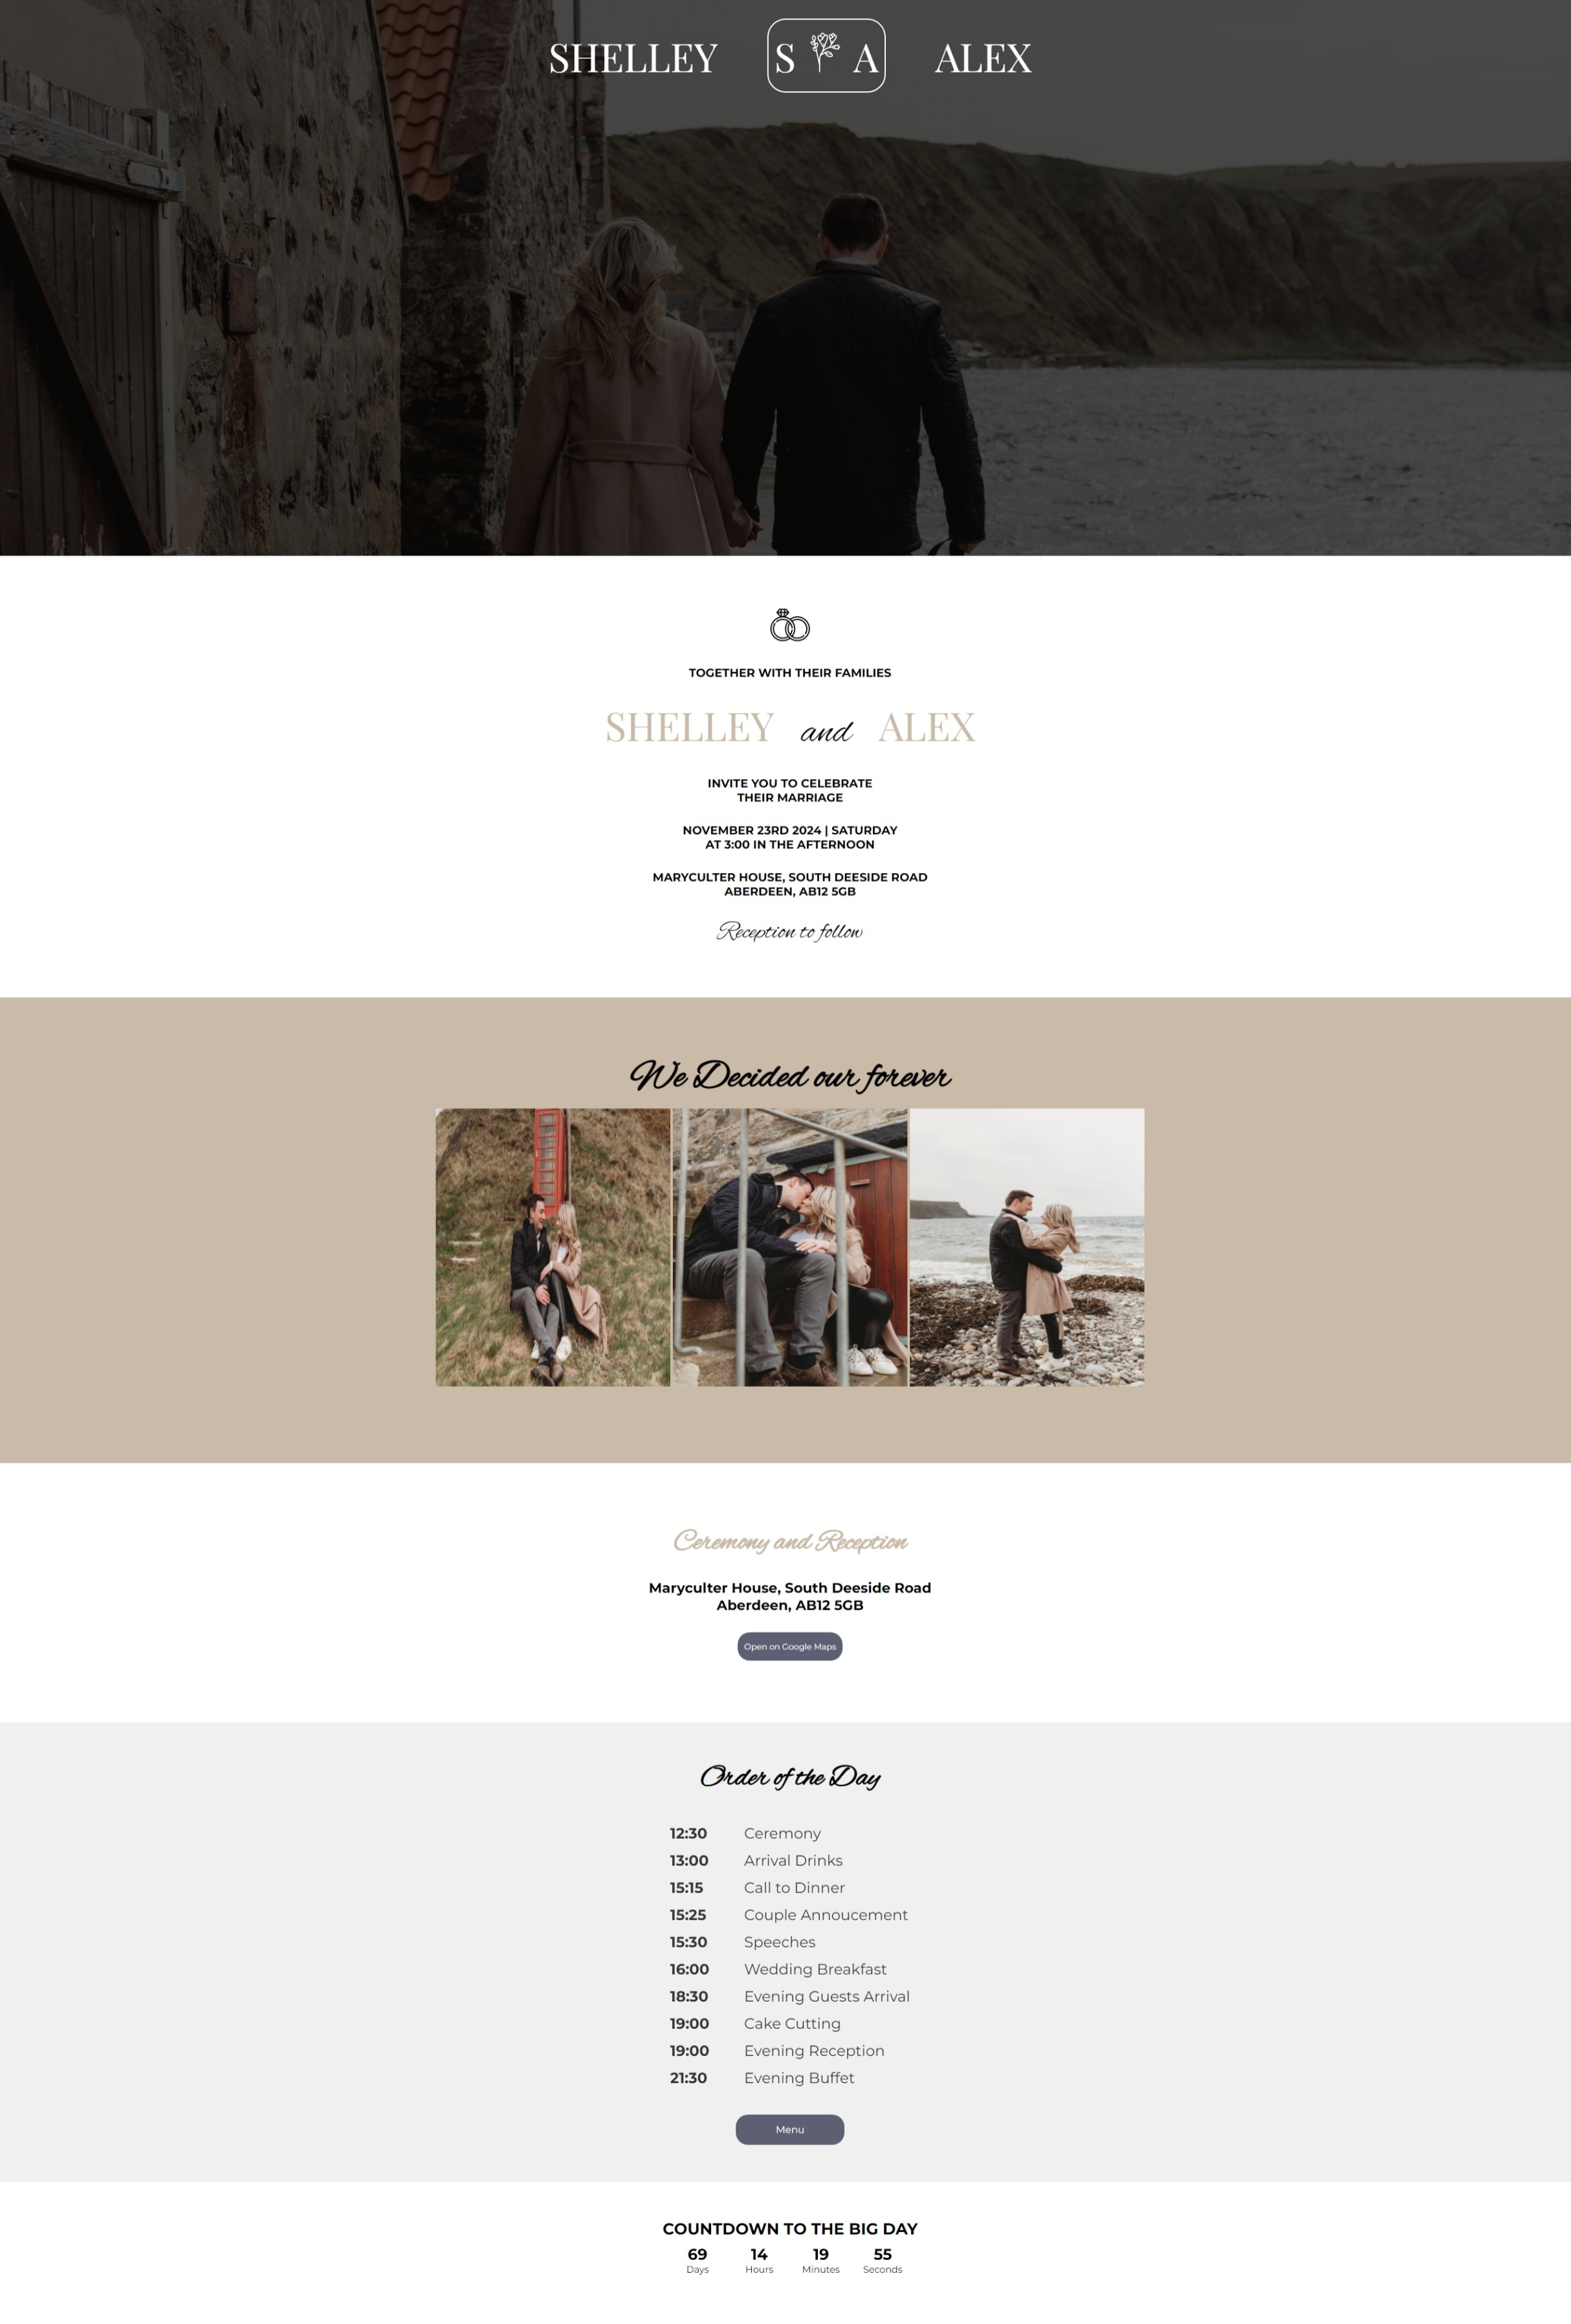 SHELLEY S A ALEX
TOGETHER WITH THEIR FAMILIES
SHELLEY and ALEX
INVITE YOU TO CELEBRATE
THEIR MARRIAGE
NOVEMBER 23RD 2024 | SATURDAY
AT 3:00 IN THE AFTERNOON
MARYCULTER HOUSE, SOUTH DEESIDE ROAD
ABERDEEN, AB12 5GB
Reception to follow
We Decided our forever
Ceremony and Reception
Maryculter House, South Deeside Road
Aberdeen, AB12 5GB
Open on Google Maps
Order of the Day
12:30 Ceremony
13:00 Arrival Drinks
15:15 Call to Dinner
15:25 Couple Annoucement
15:30 Speeches
16:00 Wedding Breakfast
18:30 Evening Guests Arrival
19:00 Cake Cutting
19:00 Evening Reception
21:30 Evening Buffet
Menu
COUNTDOWN TO THE BIG DAY
69 14 19 55
Days Hours Minutes Seconds